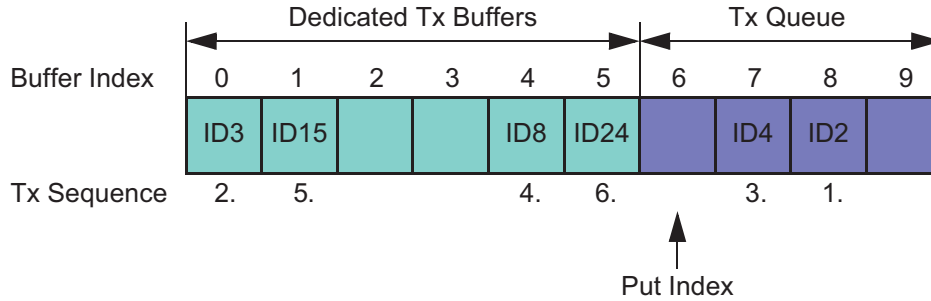 Dedicated Tx Buffers Tx Queue
Buffer Index 0 1 2 3 4 5 6 7 8 9
ID3 ID15 ID8 ID24 ID4 ID2
Tx Sequence 2. 5. 4. 6. 3. 1.
Put Index